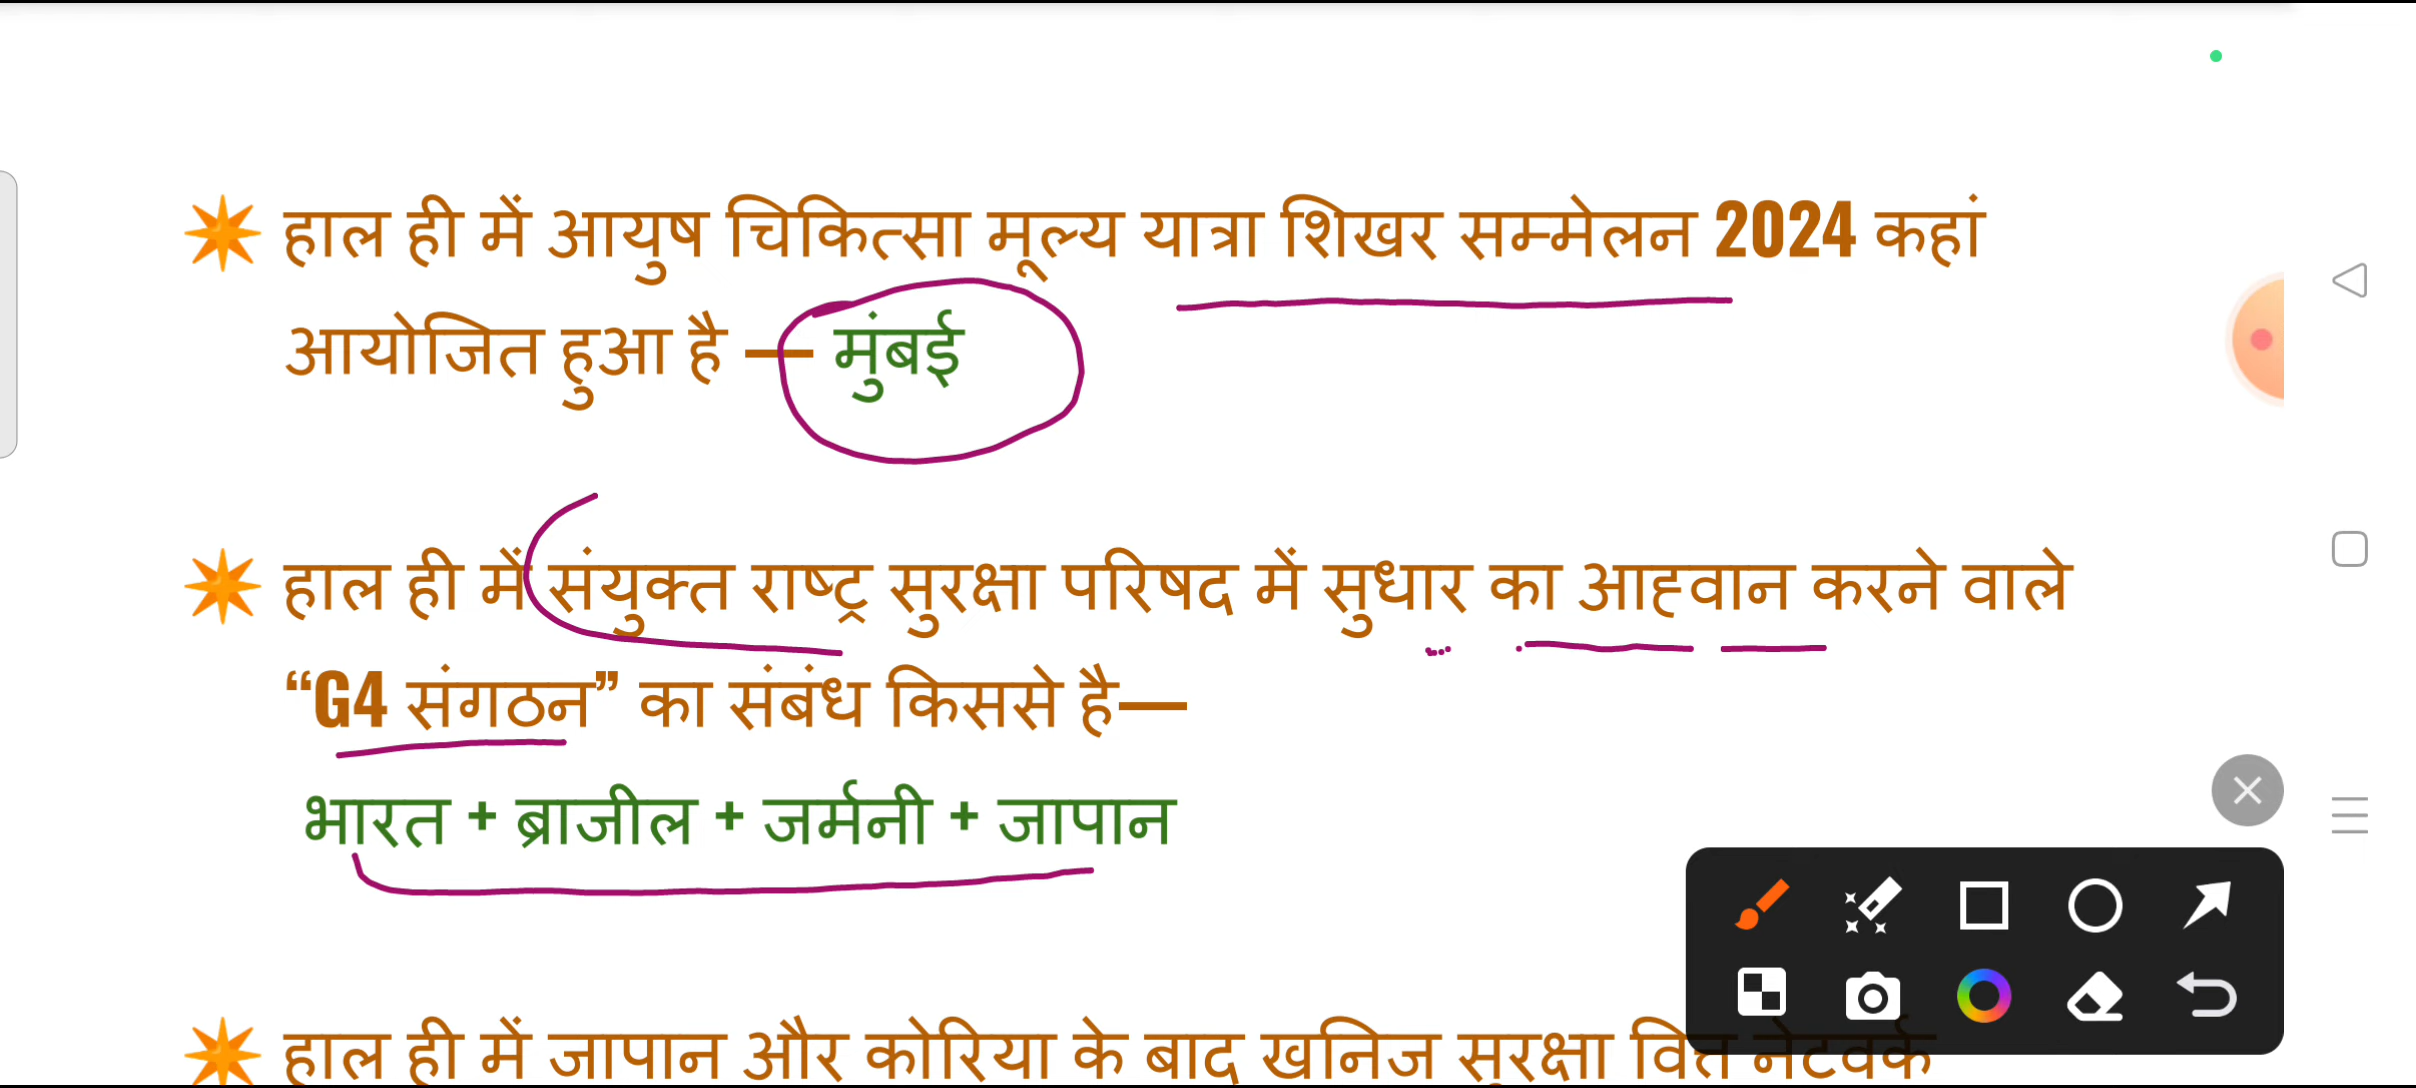 हाल ही में आयुष चिकित्सा मूल्य यात्रा शिखर सम्मेलन 2024 कहां
आयोजित हुआ है — मुंबई
हाल ही में संयुक्त राष्ट्र सुरक्षा परिषद में सुधार का आह्वान करने वाले
“G4 संगठन” का संबंध किससे है—
भारत + ब्राजील + जर्मनी + जापान
हाल ही में जापान और कोरिया के बाद खनिज सुरक्षा वित्त नेटवर्क